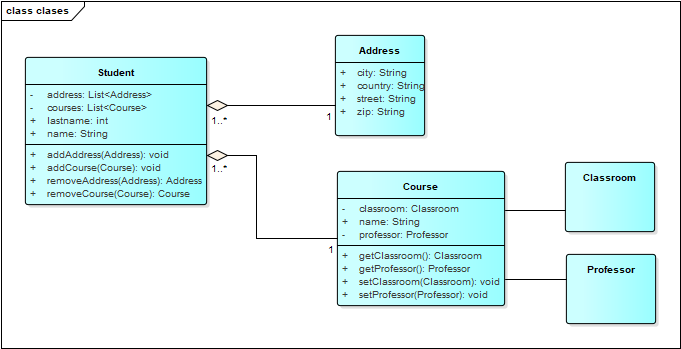 class clases
Student
- address: List<Address>
- courses: List<Course>
+ lastname: int
+ name: String
+ addAddress(Address): void
+ addCourse(Course): void
+ removeAddress(Address): Address
+ removeCourse(Course): Course
1..*
1
1..*
1
Address
+ city: String
+ country: String
+ street: String
+ zip: String
Course
- classroom: Classroom
+ name: String
- professor: Professor
+ getClassroom(): Classroom
+ getProfessor(): Professor
+ setClassroom(Classroom): void
+ setProfessor(Professor): void
Classroom
Professor